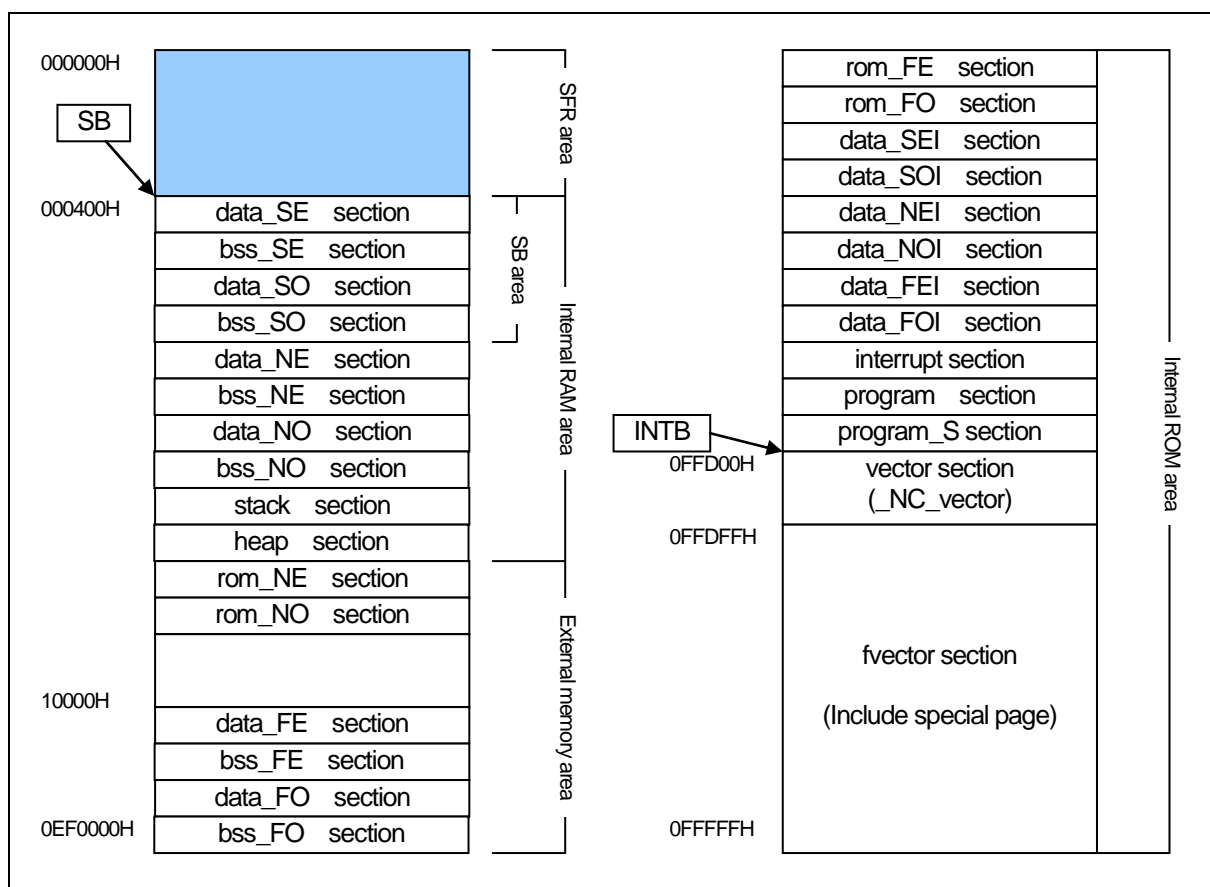 000000H
SB
000400H
data_SE section
bss_SE section
data_SO section
bss_SO section
data_NE section
bss_NE section
data_NO section
bss_NO section
stack section
heap section
rom_NE section
rom_NO section
10000H
data_FE section
bss_FE section
data_FO section
0EF0000H
bss_FO section
SFR area
SB area
Internal RAM area
External memory area
rom_FE section
rom_FO section
data_SEI section
data_SOI section
data_NEI section
data_NOI section
data_FEI section
data_FOI section
interrupt section
program section
INTB
program_S section
0FFD00H
vector section
(_NC_vector)
0FFDFFH
fvector section
(Include special page)
0FFFFFH
Internal ROM area